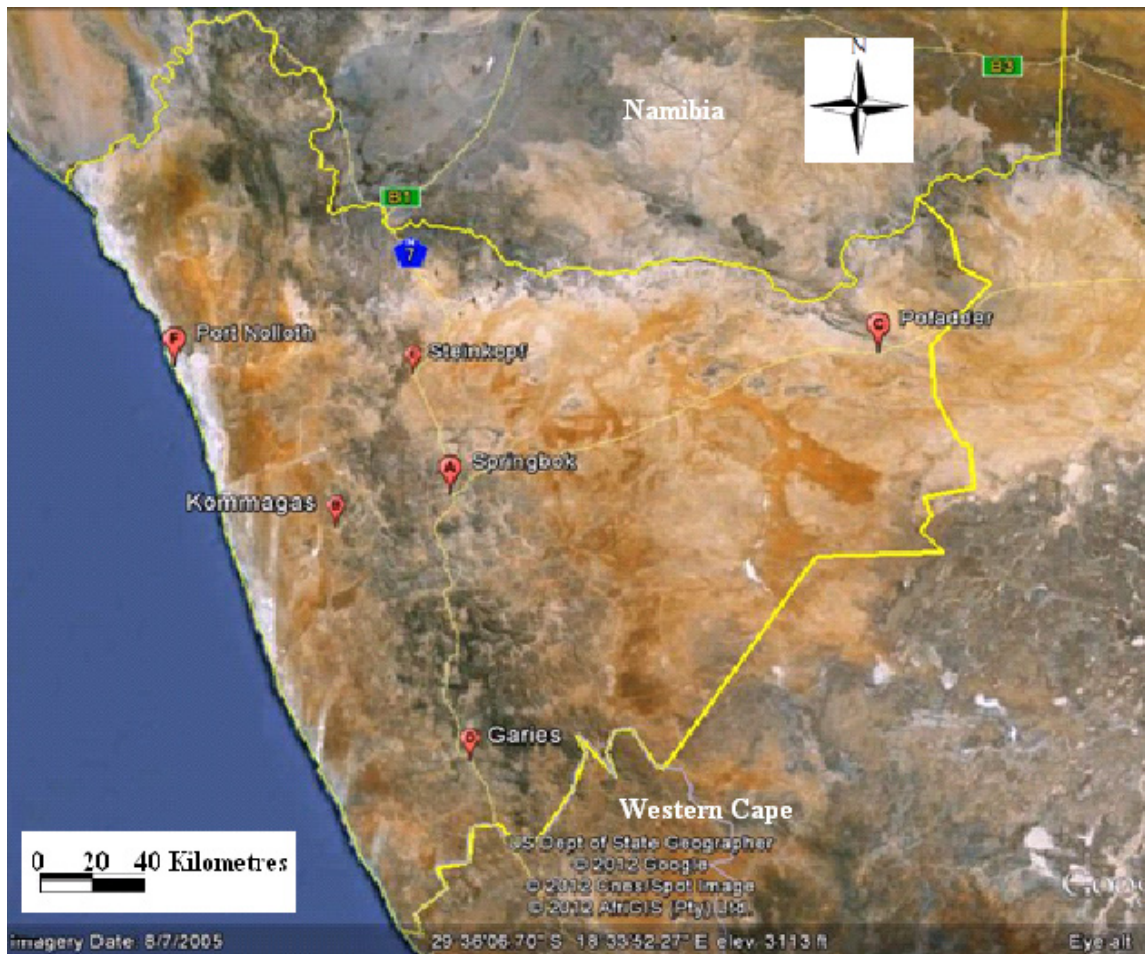 N
B3
Namibia
B1
N
7
F
Port Nolloth
G
Pofadder
Steinkopf
A
Springbok
Kommagas
B
D
Garies
Western Cape
US Dept of State Geographer
© 2012 Google
© 2012 Cnes/Spot Image
© 2012 AfriGIS (Pty) Ltd.
0 20 40 Kilometres
Imagery Date: 8/7/2005
29°36'06.70" S 18°33'52.27" E elev 3113 ft
Eye alt